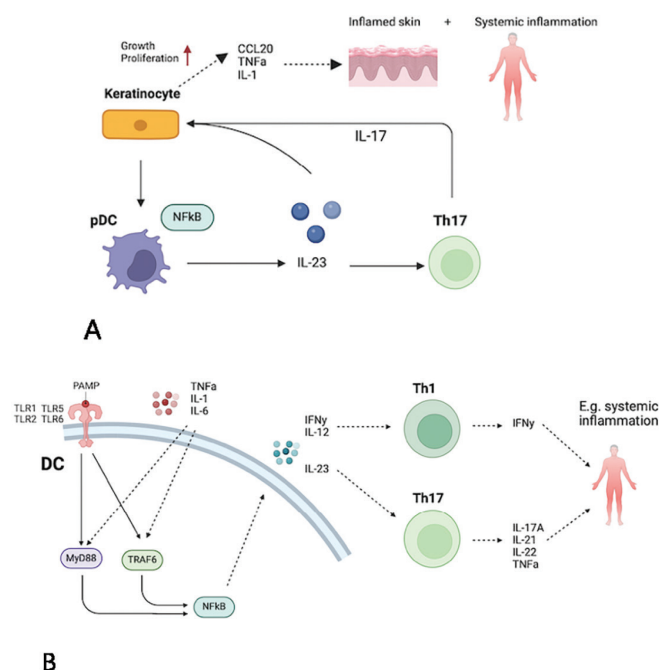 Inflamed skin + Systemic inflammation
Growth
Proliferation
CCL20
TNFa
IL-1
Keratinocyte
IL-17
pDC
NFkB
IL-23
Th17
A
PAMP
TLR1 TLR5
TLR2 TLR6
DC
TNFa
IL-1
IL-6
MyD88
TRAF6
NFkB
IFNy
IL-12
IL-23
Th1
IFNy
Th17
IL-17A
IL-21
IL-22
TNFa
E.g. systemic
inflammation
B